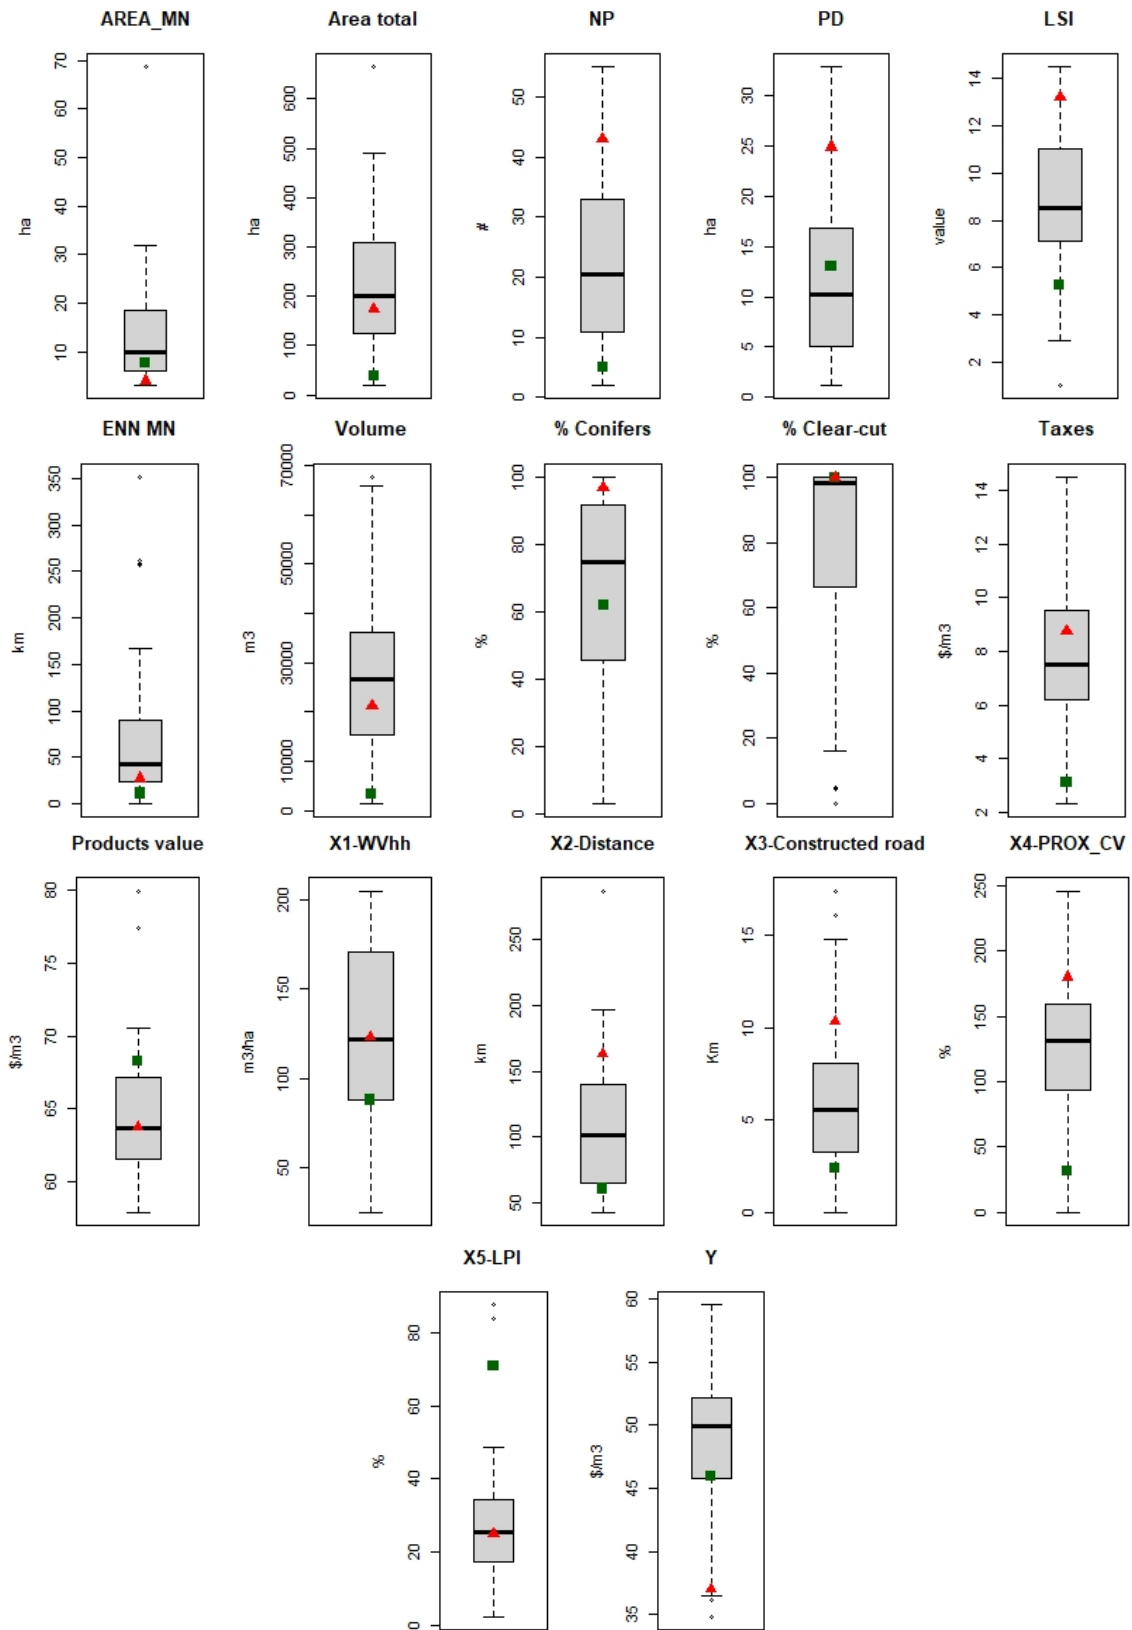 AREA_MN Area total NP PD LSI
ha 10 20 30 40 50 60 70
ha 0 100 200 300 400 500 600
# 0 10 20 30 40 50
ha 0 5 10 15 20 25 30
value 2 4 6 8 10 12 14
ENN MN Volume % Conifers % Clear-cut Taxes
km 0 50 100 150 200 250 300 350
m3 0 10000 30000 50000 70000
% 0 20 40 60 80 100
% 0 20 40 60 80 100
$/m3 2 4 6 8 10 12 14
Products value X1-WVhh X2-Distance X3-Constructed road X4-PROX_CV
$/m3 60 65 70 75 80
m3/ha 50 100 150 200
km 50 100 150 200 250
Km 0 5 10 15
% 0 50 100 150 200 250
X5-LPI Y
% 0 20 40 60 80
$/m3 35 40 45 50 55 60